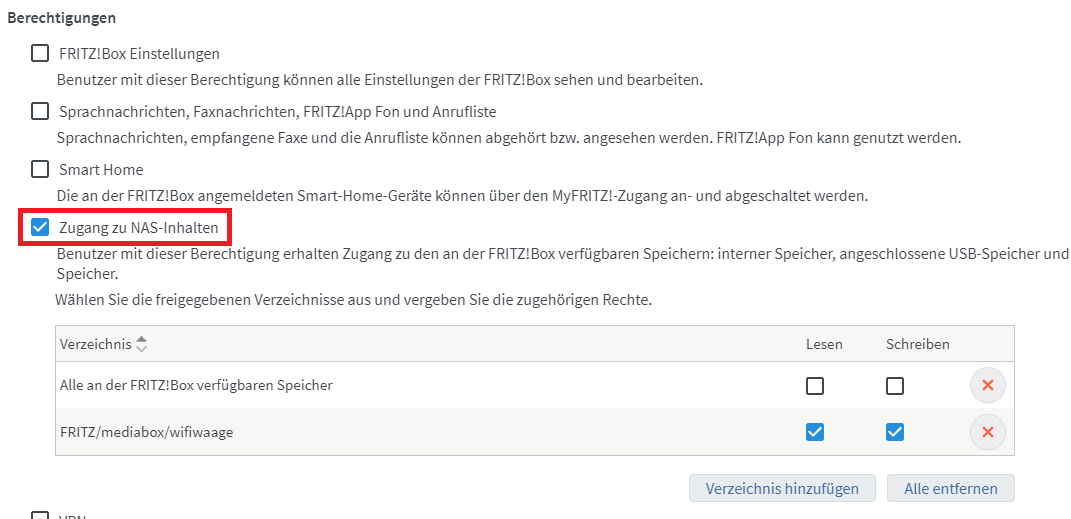 Berechtigungen
FRITZ!Box Einstellungen
Benutzer mit dieser Berechtigung können alle Einstellungen der FRITZ!Box sehen und bearbeiten.
Sprachnachrichten, Faxnachrichten, FRITZ!App Fon und Anrufliste
Sprachnachrichten, empfangene Faxe und die Anrufliste können abgehört bzw. angesehen werden. FRITZ!App Fon kann genutzt werden.
Smart Home
Die an der FRITZ!Box angemeldeten Smart-Home-Geräte können über den MyFRITZ!-Zugang an- und abgeschaltet werden.
Zugang zu NAS-Inhalten
Benutzer mit dieser Berechtigung erhalten Zugang zu den an der FRITZ!Box verfügbaren Speichern: interner Speicher, angeschlossene USB-Speicher und
Speicher.
Wählen Sie die freigegebenen Verzeichnisse aus und vergeben Sie die zugehörigen Rechte.
Verzeichnis Lesen Schreiben
Alle an der FRITZ!Box verfügbaren Speicher
FRITZ/mediabox/wifiwaage
Verzeichnis hinzufügen Alle entfernen
VPN